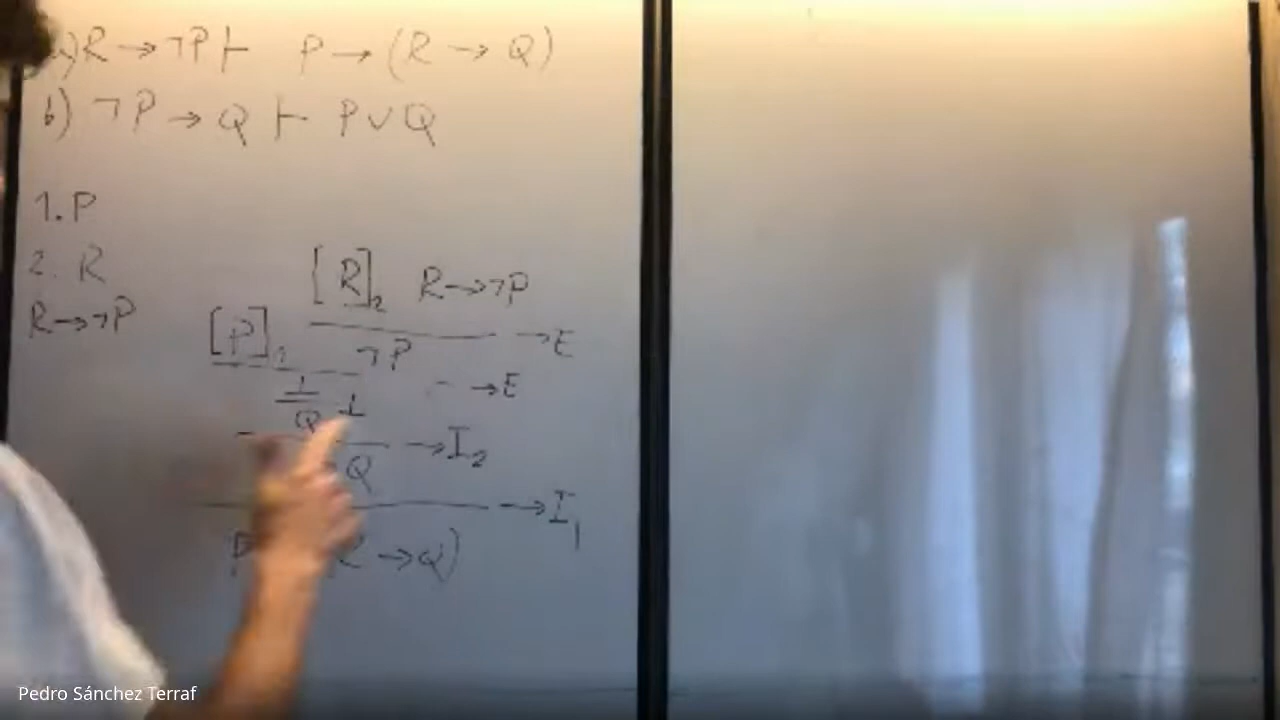 a) R → ¬P ⊢ P → (R → Q)
b) ¬P → Q ⊢ P ∨ Q
1. P
2. R
[R]₂ R → ¬P
R → ¬P
[P]₁ ¬P → E
⊥ → E
Q ⊥
Q → I₂
→ I₁
P R → Q)
Pedro Sánchez Terraf